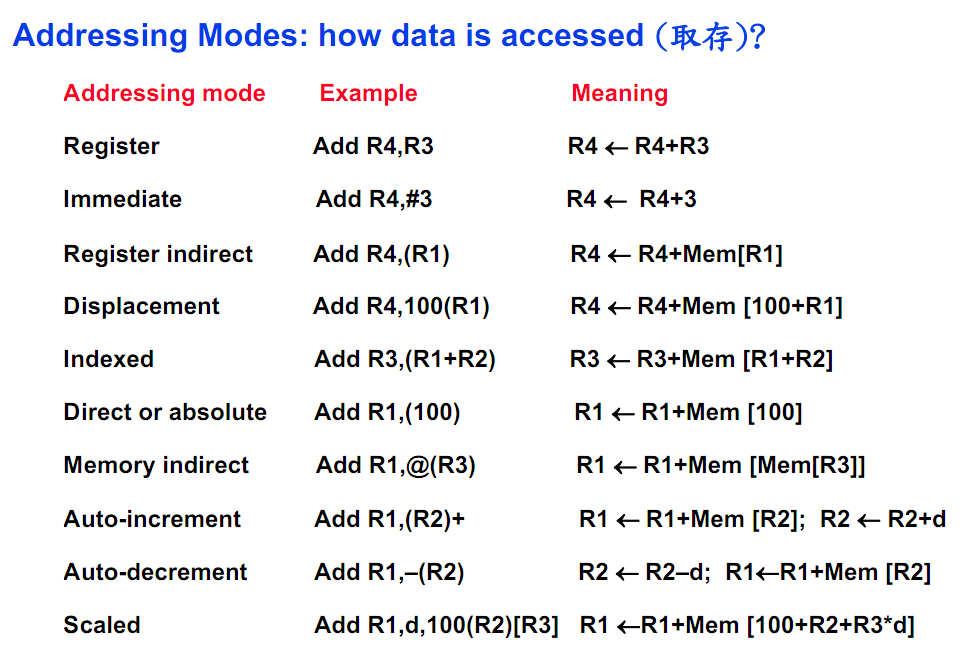 Addressing Modes: how data is accessed (取存)?
Addressing mode Example Meaning
Register Add R4,R3 R4 ← R4+R3
Immediate Add R4,#3 R4 ← R4+3
Register indirect Add R4,(R1) R4 ← R4+Mem[R1]
Displacement Add R4,100(R1) R4 ← R4+Mem [100+R1]
Indexed Add R3,(R1+R2) R3 ← R3+Mem [R1+R2]
Direct or absolute Add R1,(100) R1 ← R1+Mem [100]
Memory indirect Add R1,@(R3) R1 ← R1+Mem [Mem[R3]]
Auto-increment Add R1,(R2)+ R1 ← R1+Mem [R2]; R2 ← R2+d
Auto-decrement Add R1,–(R2) R2 ← R2–d; R1←R1+Mem [R2]
Scaled Add R1,d,100(R2)[R3] R1 ←R1+Mem [100+R2+R3*d]